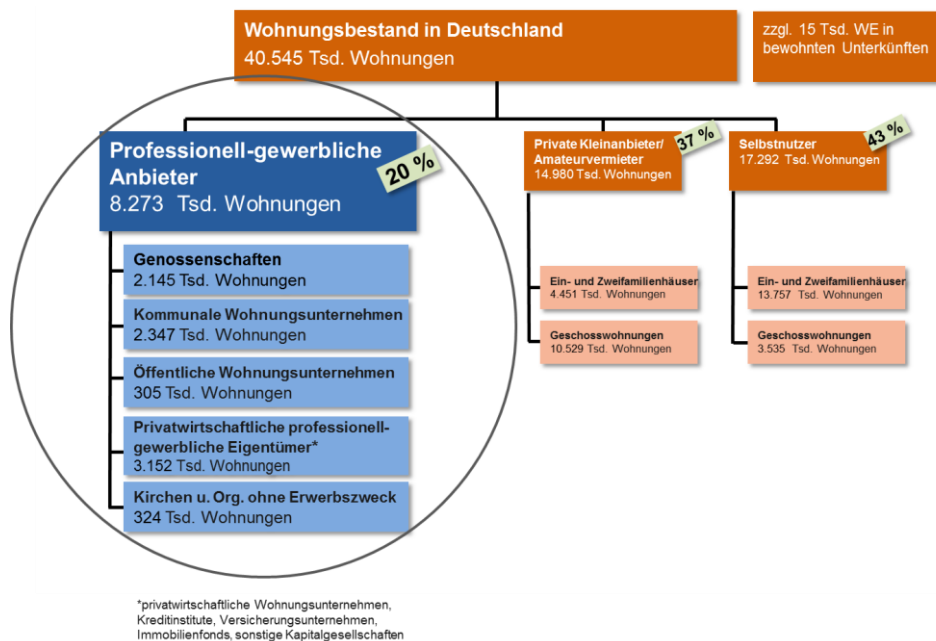 Wohnungsbestand in Deutschland
40.545 Tsd. Wohnungen
zzgl. 15 Tsd. WE in
bewohnten Unterkünften
Professionell-gewerbliche
Anbieter
8.273 Tsd. Wohnungen
20 %
Private Kleinanbieter/
Amateurvermieter
14.980 Tsd. Wohnungen
37 %
Selbstnutzer
17.292 Tsd. Wohnungen
43 %
Genossenschaften
2.145 Tsd. Wohnungen
Kommunale Wohnungsunternehmen
2.347 Tsd. Wohnungen
Öffentliche Wohnungsunternehmen
305 Tsd. Wohnungen
Privatwirtschaftliche professionell-
gewerbliche Eigentümer*
3.152 Tsd. Wohnungen
Kirchen u. Org. ohne Erwerbszweck
324 Tsd. Wohnungen
Ein- und Zweifamilienhäuser
4.451 Tsd. Wohnungen
Geschosswohnungen
10.529 Tsd. Wohnungen
Ein- und Zweifamilienhäuser
13.757 Tsd. Wohnungen
Geschosswohnungen
3.535 Tsd. Wohnungen
*privatwirtschaftliche Wohnungsunternehmen,
Kreditinstitute, Versicherungsunternehmen,
Immobilienfonds, sonstige Kapitalgesellschaften